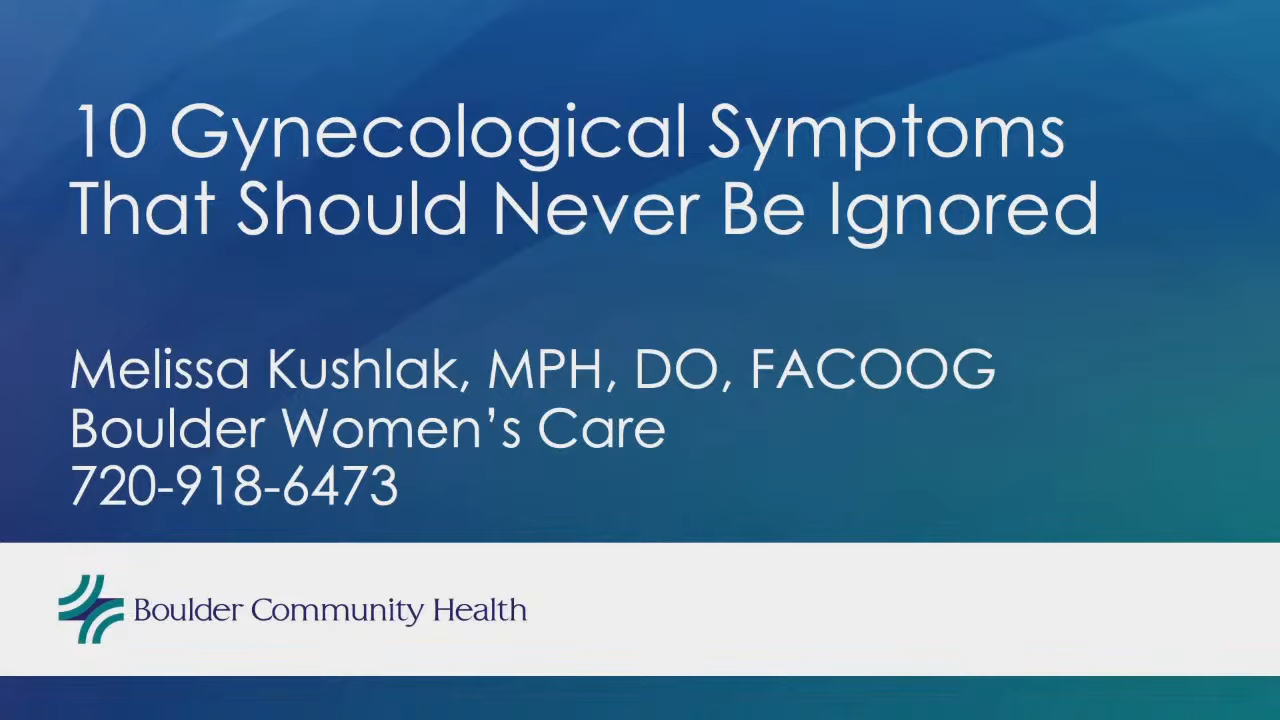 10 Gynecological Symptoms
That Should Never Be Ignored
Melissa Kushlak, MPH, DO, FACOOG
Boulder Women’s Care
720-918-6473
Boulder Community Health